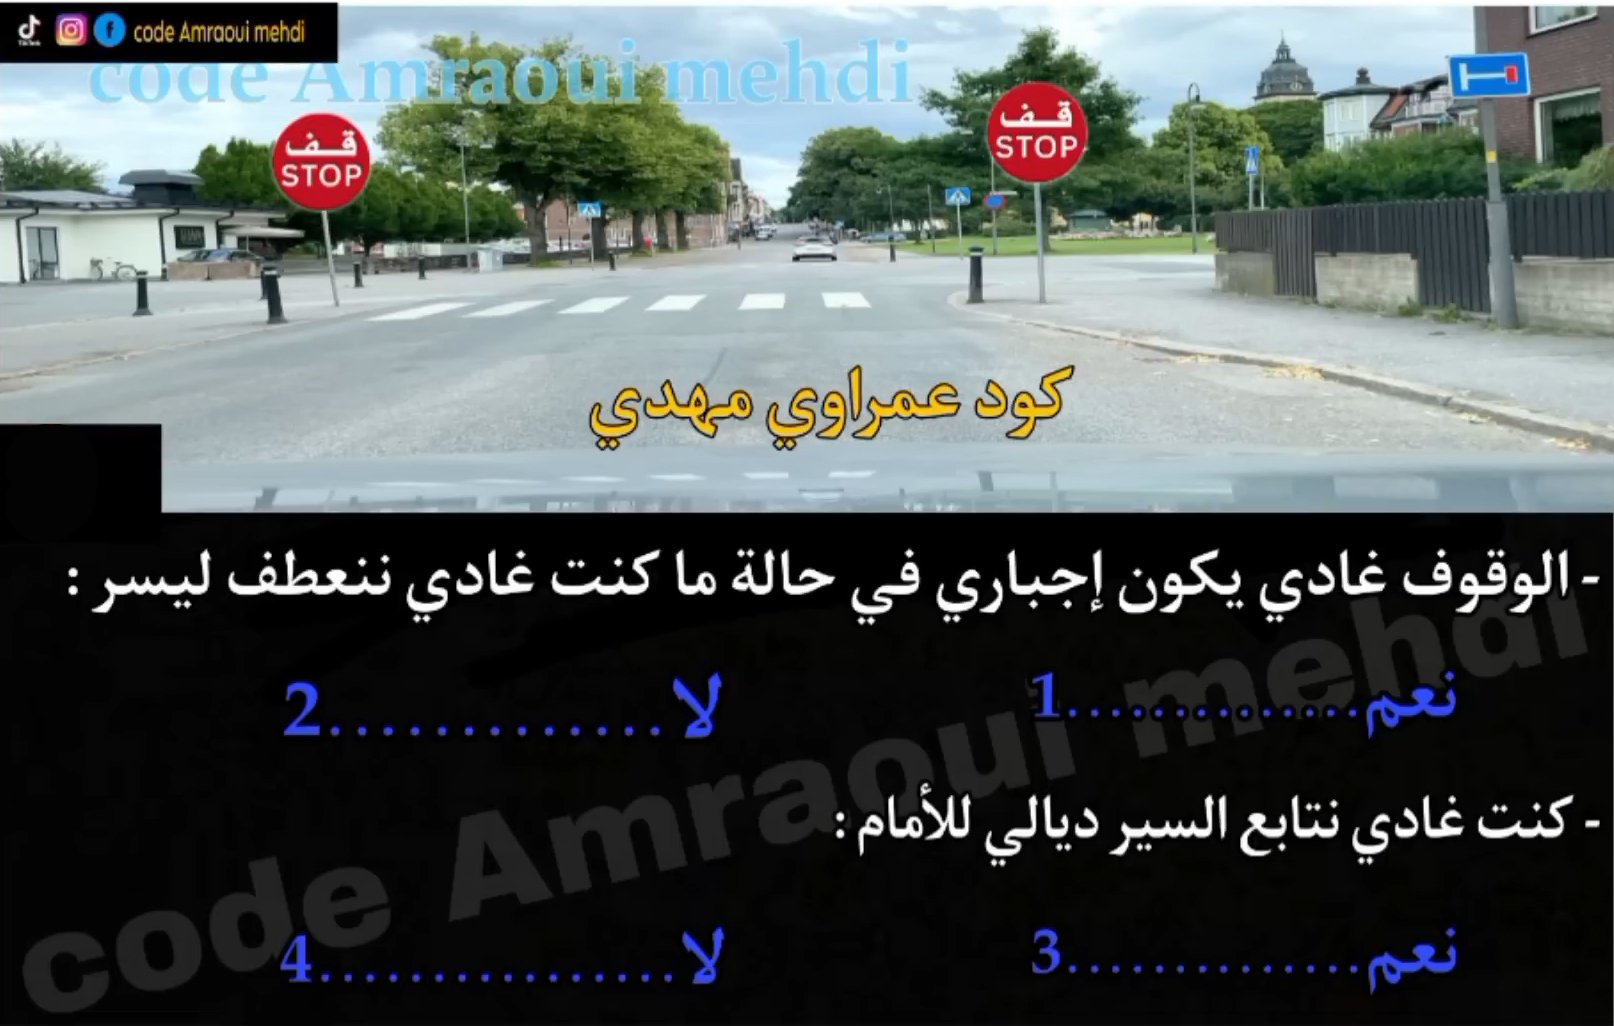 code Amraoui mehdi
code Amraoui mehdi
قف
STOP
قف
STOP
كود عمراوي مهدي
- الوقوف غادي يكون إجباري في حالة ما كنت غادي ننعطف ليسر :
نعم..............1 لا.............2
- كنت غادي نتابع السير ديالي للأمام :
نعم..............3 لا................4
code Amraoui mehdi